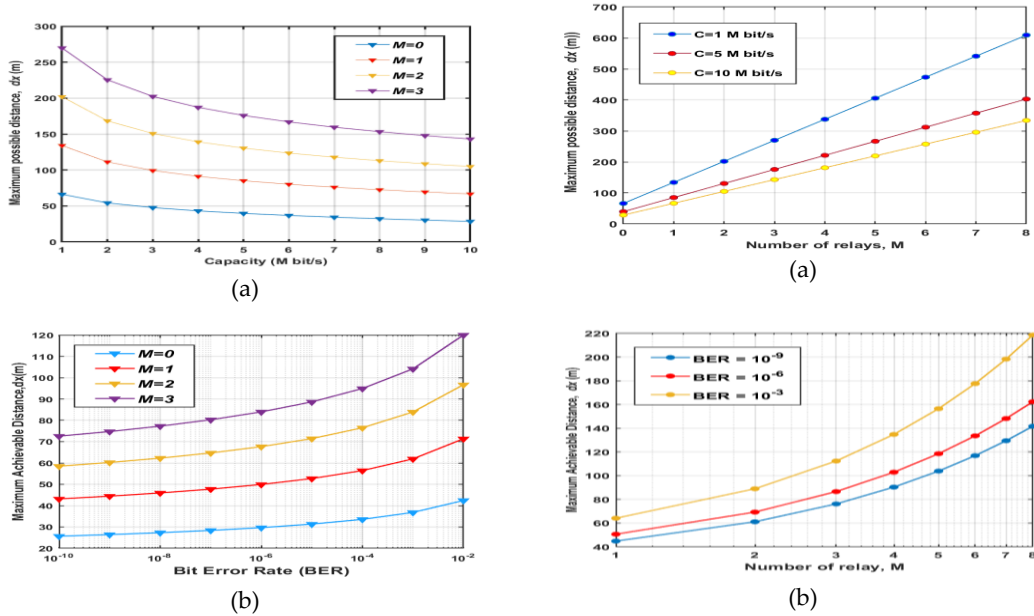 300
250
200
150
100
50
0
Maximum possible distance, dx (m)
M=0
M=1
M=2
M=3
1 2 3 4 5 6 7 8 9 10
Capacity (M bit/s)
(a)
700
600
500
400
300
200
100
0
Maximum possible distance, dx (m))
C=1 M bit/s
C=5 M bit/s
C=10 M bit/s
0 1 2 3 4 5 6 7 8
Number of relays, M
(a)
120
110
100
90
80
70
60
50
40
30
20
Maximum Achievable Distance,dx(m)
M=0
M=1
M=2
M=3
10⁻¹⁰ 10⁻⁸ 10⁻⁶ 10⁻⁴ 10⁻²
Bit Error Rate (BER)
(b)
220
200
180
160
140
120
100
80
60
40
Maximum Achievable Distance, dx (m)
BER = 10⁻⁹
BER = 10⁻⁶
BER = 10⁻³
1 2 3 4 5 6 7 8
Number of relay, M
(b)